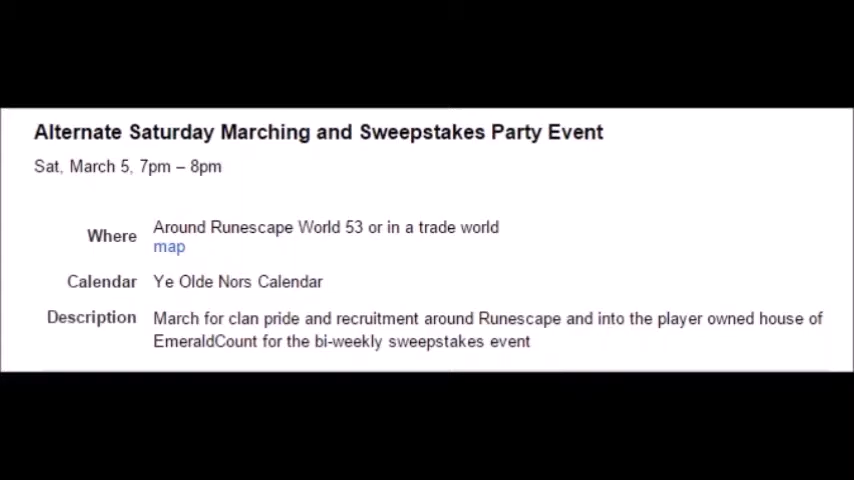 Alternate Saturday Marching and Sweepstakes Party Event
Sat, March 5, 7pm – 8pm
Where Around Runescape World 53 or in a trade world
map
Calendar Ye Olde Nors Calendar
Description March for clan pride and recruitment around Runescape and into the player owned house of
EmeraldCount for the bi-weekly sweepstakes event